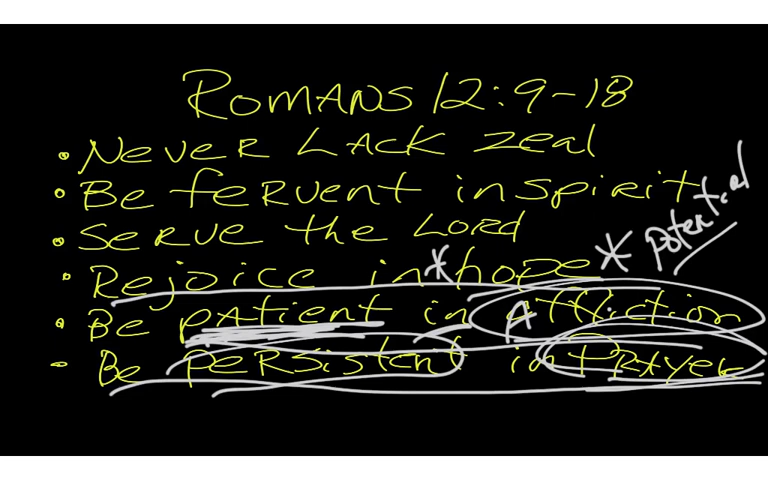 ROMANS 12:9-18
• NEVER LACK ZEAL
• Be FERVENT in SPIRIT
• SERVE the LORD
• Rejoice in * hope * potential
• Be pAtient in Affliction
• Be PERSistent in PRAYER